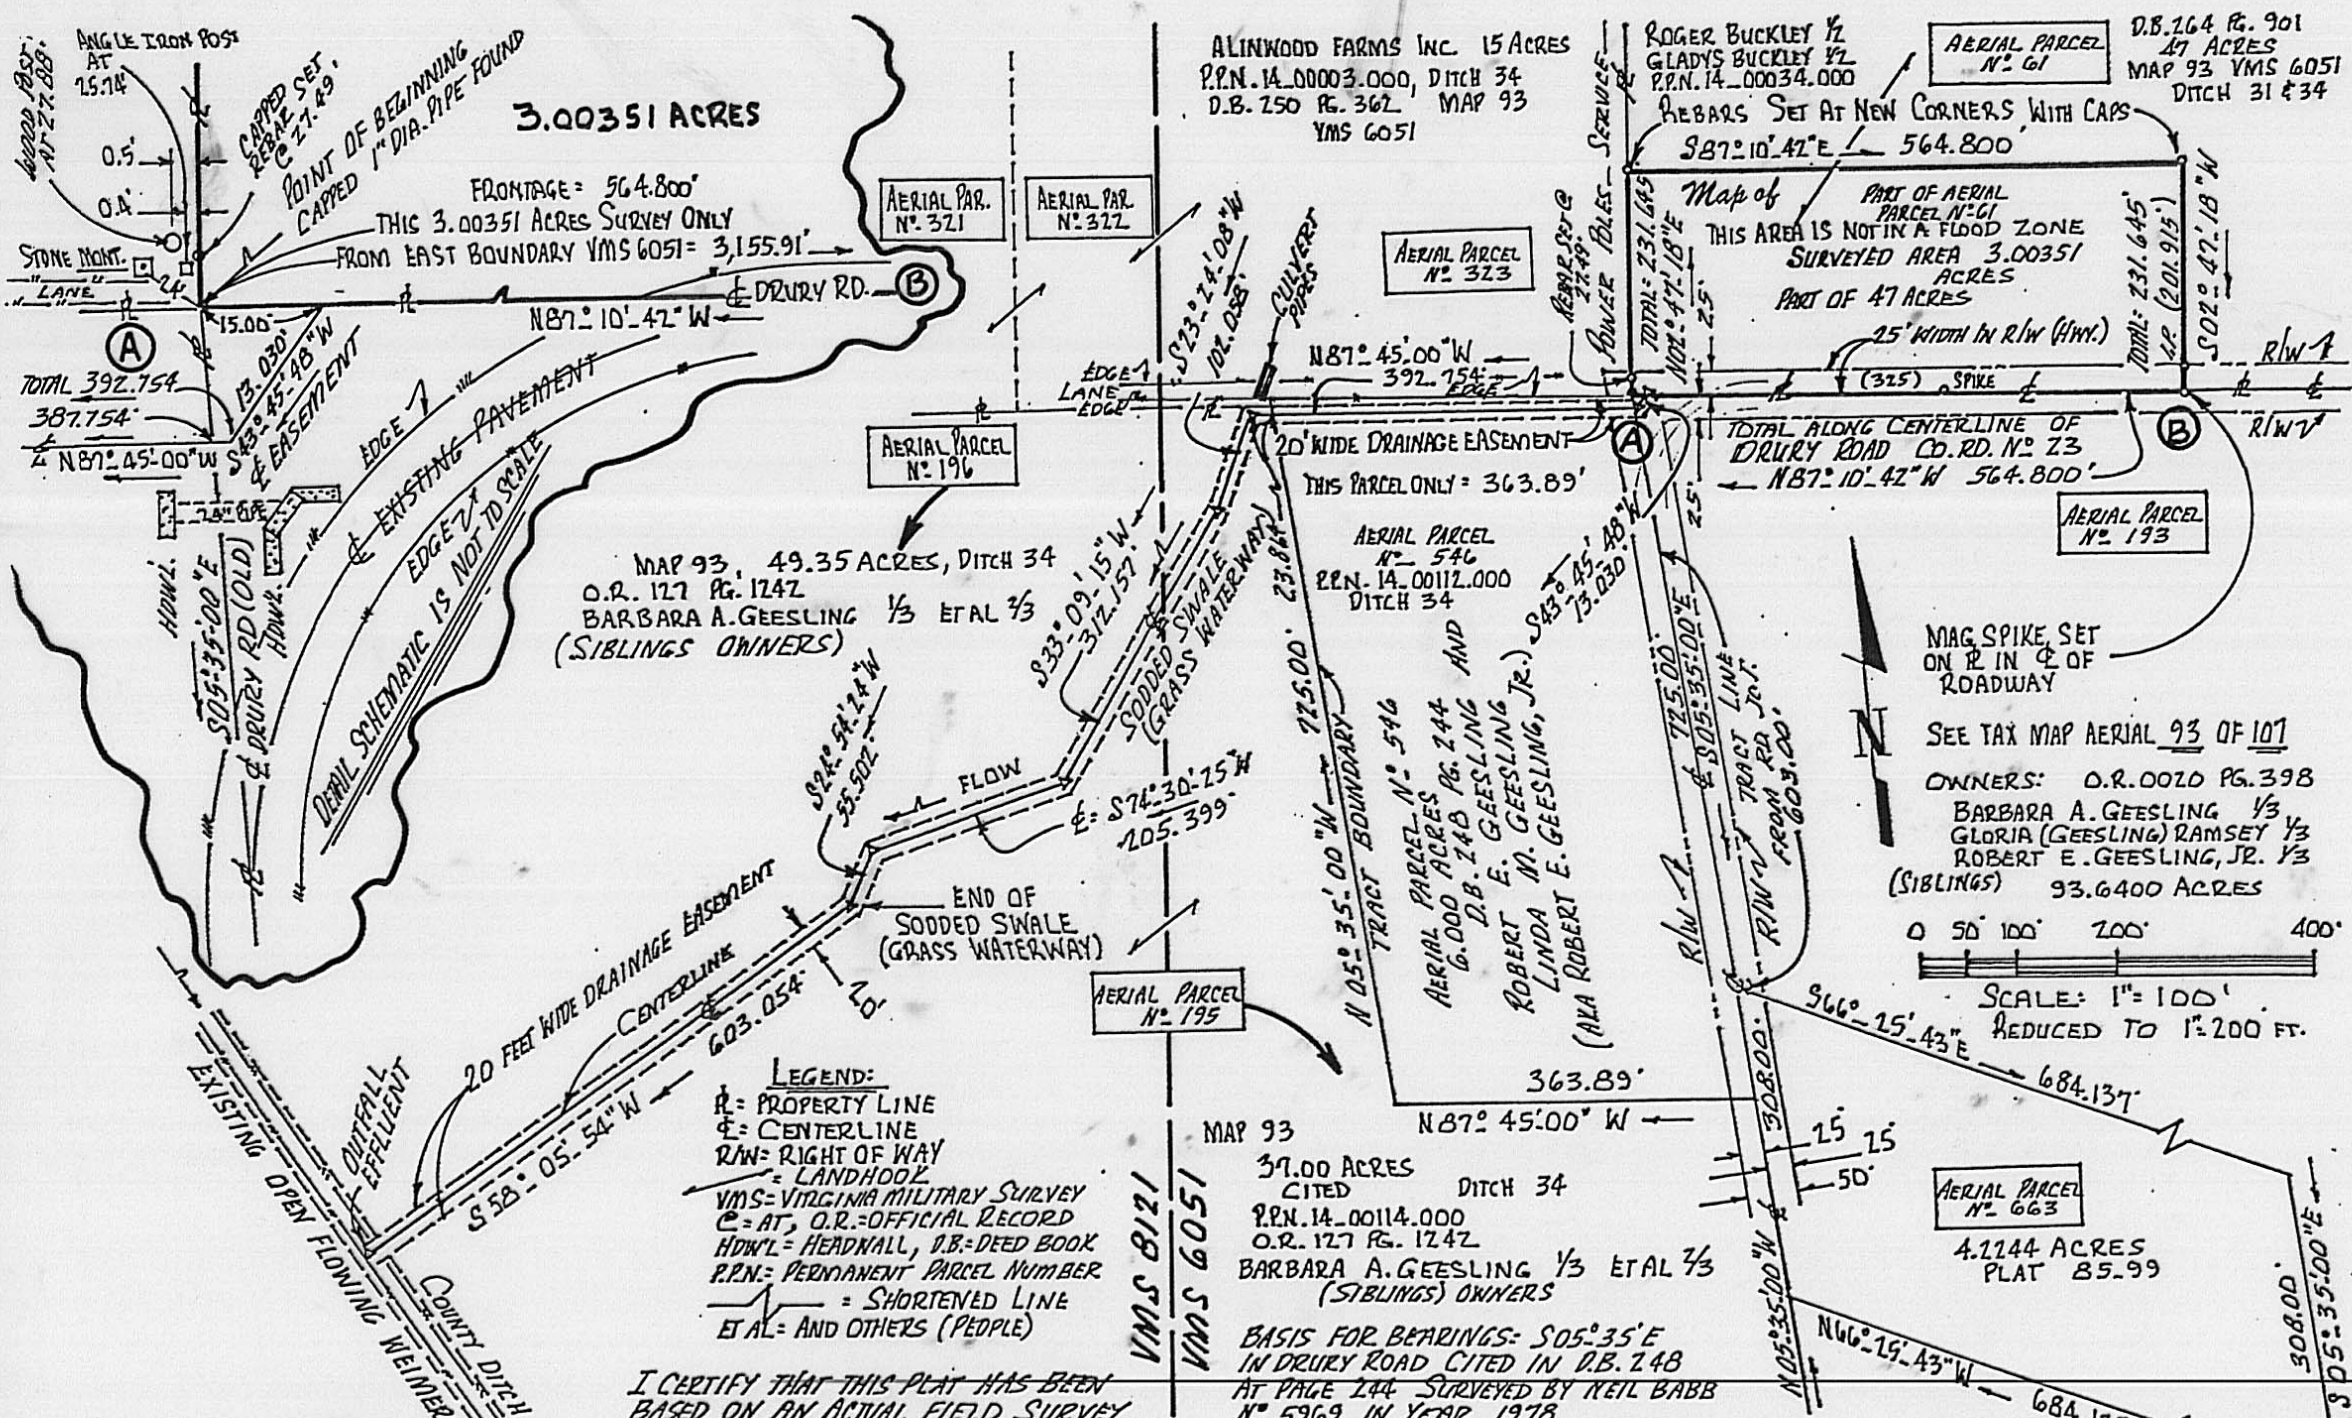 ANGLE IRON POST
AT
25.74'
WOOD POST
AT 27.88'
0.5'
0.4'
CAPPED SET
REBAR
@ 27.49'
POINT OF BEGINNING
CAPPED 1" DIA. PIPE FOUND
3.00351 ACRES
FRONTAGE = 564.800'
THIS 3.00351 ACRES SURVEY ONLY
FROM EAST BOUNDARY VMS 6051 = 3,155.91'
STONE MONT.
LANE
24'
15.00'
A
B
℄ DRURY RD.
N87°-10'-42"W
TOTAL 392.754
387.754'
13.030'
S43°-45'-48"W
℄ EASEMENT
℄ N87°-45'-00"W
24" PIPE
HDWL.
HDWL.
S05°-35'-00"E
℄ DRURY RD (OLD)
EDGE
℄ EXISTING PAVEMENT
EDGE
DETAIL SCHEMATIC IS NOT TO SCALE
AERIAL PAR.
Nº 321
AERIAL PAR
Nº 322
ALINWOOD FARMS INC. 15 ACRES
P.P.N. 14_00003.000, DITCH 34
D.B. 250 PG. 362 MAP 93
VMS 6051
AERIAL PARCEL
Nº 323
S23°-24'-08"W
102.098'
CULVERT
PIPES
EDGE
LANE
EDGE
N87°-45'-00"W
392.754'
EDGE
REBAR SET @
27.49'
POWER POLES SERVICE
ROGER BUCKLEY 1/2
GLADYS BUCKLEY 1/2
P.P.N. 14_00034.000
AERIAL PARCEL
Nº 61
D.B. 264 PG. 901
47 ACRES
MAP 93 VMS 6051
DITCH 31 & 34
REBARS SET AT NEW CORNERS WITH CAPS
S87°-10'-42"E 564.800'
Map of
PART OF AERIAL
PARCEL Nº 61
THIS AREA IS NOT IN A FLOOD ZONE
SURVEYED AREA 3.00351
ACRES
PART OF 47 ACRES
TOTAL: 231.645'
N02°-47'-18"E
25'
TOTAL: 231.645'
(201.915')
S02°-47'-18"W
25' WIDTH IN R/W (HWY.)
R/W
(325) SPIKE
R/W
TOTAL ALONG CENTERLINE OF
DRURY ROAD CO. RD. Nº 23
N87°-10'-42"W 564.800'
A
B
25'
AERIAL PARCEL
Nº 193
AERIAL PARCEL
Nº 196
20' WIDE DRAINAGE EASEMENT
THIS PARCEL ONLY = 363.89'
MAP 93, 49.35 ACRES, DITCH 34
O.R. 127 PG. 1242
BARBARA A. GEESLING 1/3 ET AL 2/3
(SIBLINGS OWNERS)
S33°-09'-15"W
312.157'
SODDED SWALE
(GRASS WATERWAY)
23.864
AERIAL PARCEL
Nº 546
P.P.N. 14_00112.000
DITCH 34
S43°-45'-48"W
13.030'
725.00'
N 05°-35'-00"W
TRACT BOUNDARY
AERIAL PARCEL Nº 546
6.000 ACRES
D.B. 248 PG. 244
ROBERT E. GEESLING AND
LINDA M. GEESLING
(AKA ROBERT E. GEESLING, JR.)
725.00'
℄ S05°-35'-00"E
TRACT LINE
FROM RD. JCT.
603.00'
R/W
R/W
MAG SPIKE SET
ON ℄ IN ℄ OF
ROADWAY
N
SEE TAX MAP AERIAL 93 OF 107
OWNERS: O.R. 0020 PG. 398
BARBARA A. GEESLING 1/3
GLORIA (GEESLING) RAMSEY 1/3
ROBERT E. GEESLING, JR. 1/3
(SIBLINGS) 93.6400 ACRES
0 50' 100' 200' 400'
SCALE: 1"=100'
REDUCED TO 1"=200 FT.
S24°-54'-24"W
55.502'
FLOW
℄= S74°-30'-25"W
205.399'
END OF
SODDED SWALE
(GRASS WATERWAY)
20'
20 FEET WIDE DRAINAGE EASEMENT
CENTERLINE
603.054'
S 58°-05'-54"W
OUTFALL
EFFLUENT
EXISTING OPEN FLOWING WEIMER
COUNTY DITCH
LEGEND:
℄= PROPERTY LINE
℄= CENTERLINE
R/W= RIGHT OF WAY
= LANDHOOK
VMS=VIRGINIA MILITARY SURVEY
@=AT, O.R.=OFFICIAL RECORD
HDW'L= HEADWALL, D.B.=DEED BOOK
P.P.N.= PERMANENT PARCEL NUMBER
= SHORTENED LINE
ET AL= AND OTHERS (PEOPLE)
AERIAL PARCEL
Nº 195
VMS 8121
VMS 6051
363.89'
N87°45'-00"W
MAP 93
37.00 ACRES
CITED DITCH 34
P.P.N. 14_00114.000
O.R. 127 PG. 1242
BARBARA A. GEESLING 1/3 ET AL 2/3
(SIBLINGS) OWNERS
BASIS FOR BEARINGS: S05°35'E
IN DRURY ROAD CITED IN D.B. 248
AT PAGE 244 SURVEYED BY NEIL BABB
Nº 5969 IN YEAR 1978
I CERTIFY THAT THIS PLAT HAS BEEN
BASED ON AN ACTUAL FIELD SURVEY
S66°-25'-43"E
684.137'
308.00'
25' 25'
50'
AERIAL PARCEL
Nº 663
4.2244 ACRES
PLAT 85-99
N05°35'-00"W
N66°-25'-43"W
308.00'
S05°-35'-00"E